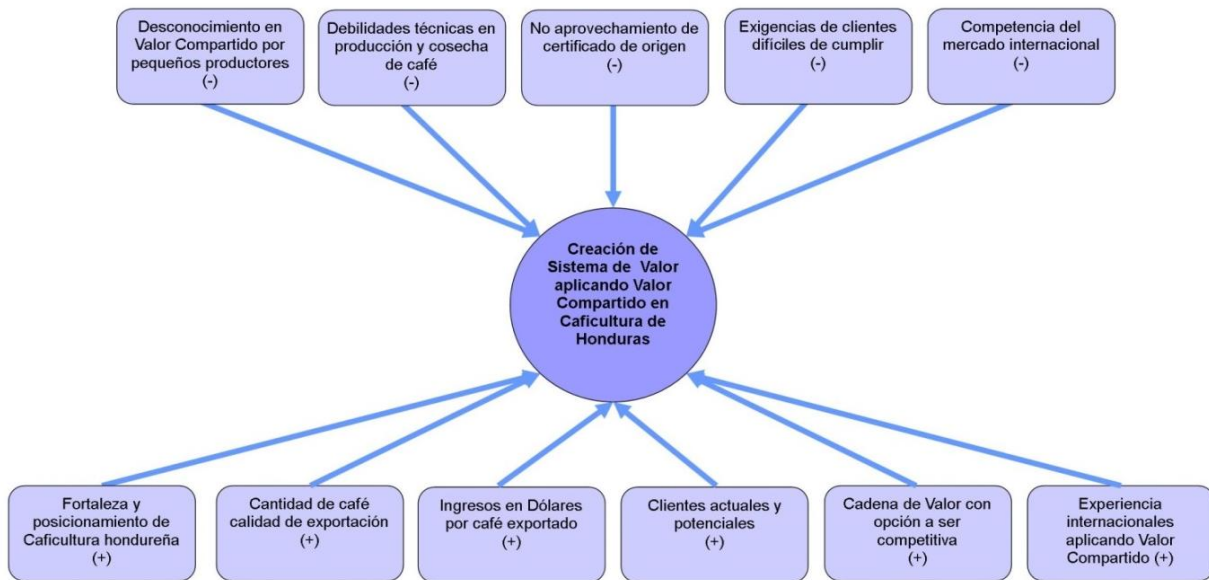 Desconocimiento en
Valor Compartido por
pequeños productores
(-)
Debilidades técnicas en
producción y cosecha
de café
(-)
No aprovechamiento de
certificado de origen
(-)
Exigencias de clientes
difíciles de cumplir
(-)
Competencia del
mercado internacional
(-)
Creación de
Sistema de Valor
aplicando Valor
Compartido en
Caficultura de
Honduras
Fortaleza y
posicionamiento de
Caficultura hondureña
(+)
Cantidad de café
calidad de exportación
(+)
Ingresos en Dólares
por café exportado
(+)
Clientes actuales y
potenciales
(+)
Cadena de Valor con
opción a ser
competitiva
(+)
Experiencia
internacionales
aplicando Valor
Compartido (+)